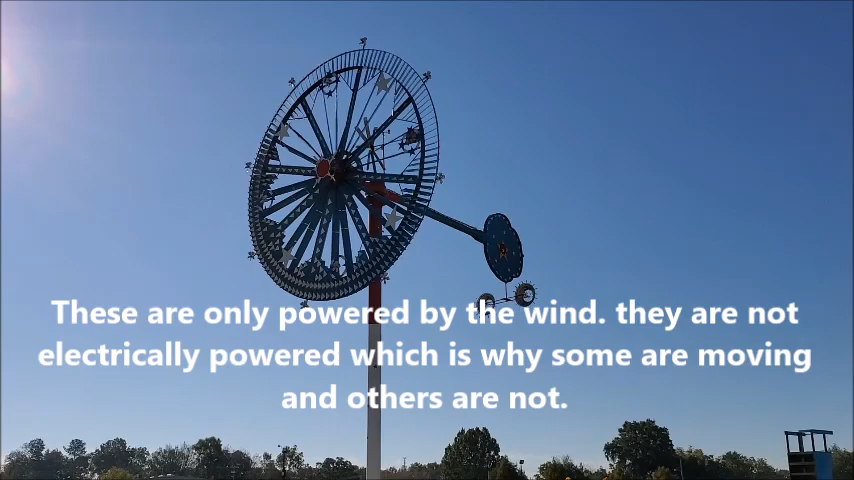 These are only powered by the wind. they are not
electrically powered which is why some are moving
and others are not.